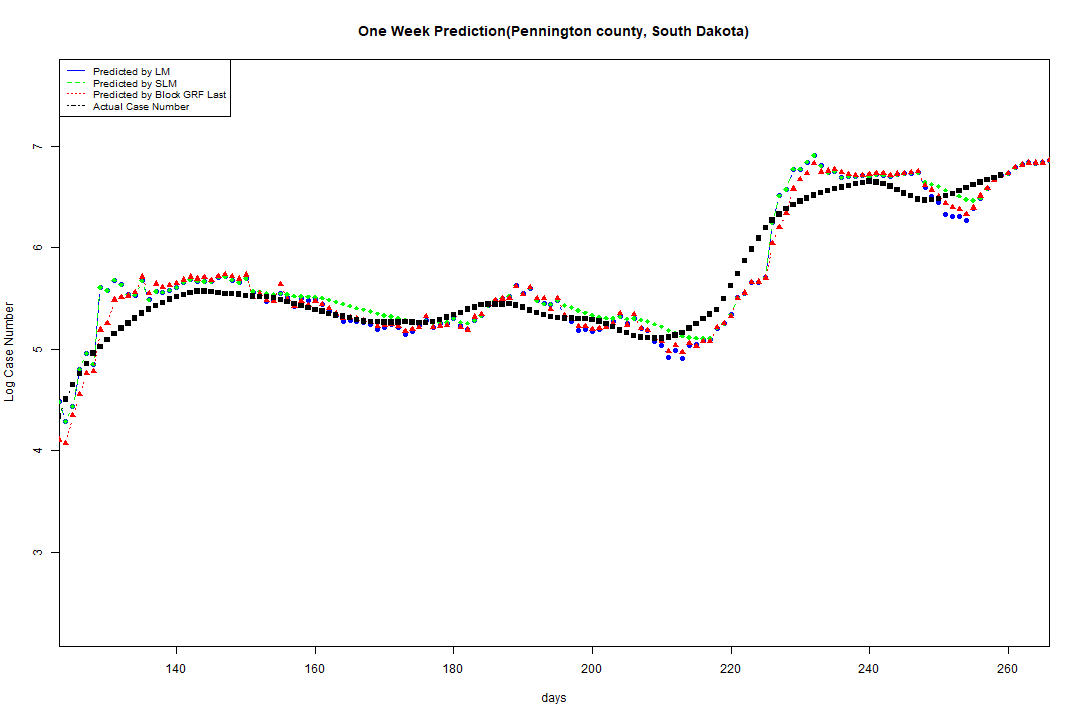 One Week Prediction(Pennington county, South Dakota)
Predicted by LM
Predicted by SLM
Predicted by Block GRF Last
Actual Case Number
7
6
5
4
3
Log Case Number
140 160 180 200 220 240 260
days